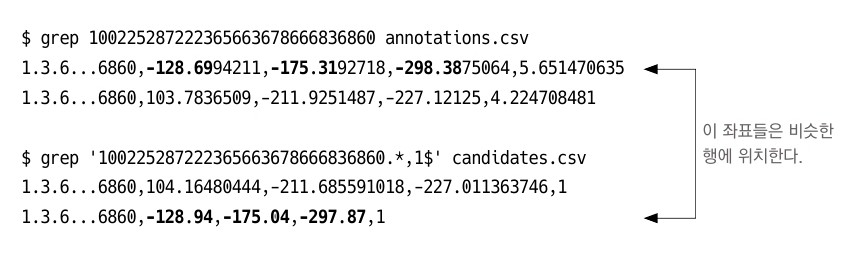 $ grep 100225287222365663678666836860 annotations.csv
1.3.6...6860,-128.6994211,-175.3192718,-298.3875064,5.651470635
1.3.6...6860,103.7836509,-211.9251487,-227.12125,4.224708481
이 좌표들은 비슷한
행에 위치한다.
$ grep '100225287222365663678666836860.*,1$' candidates.csv
1.3.6...6860,104.16480444,-211.685591018,-227.011363746,1
1.3.6...6860,-128.94,-175.04,-297.87,1